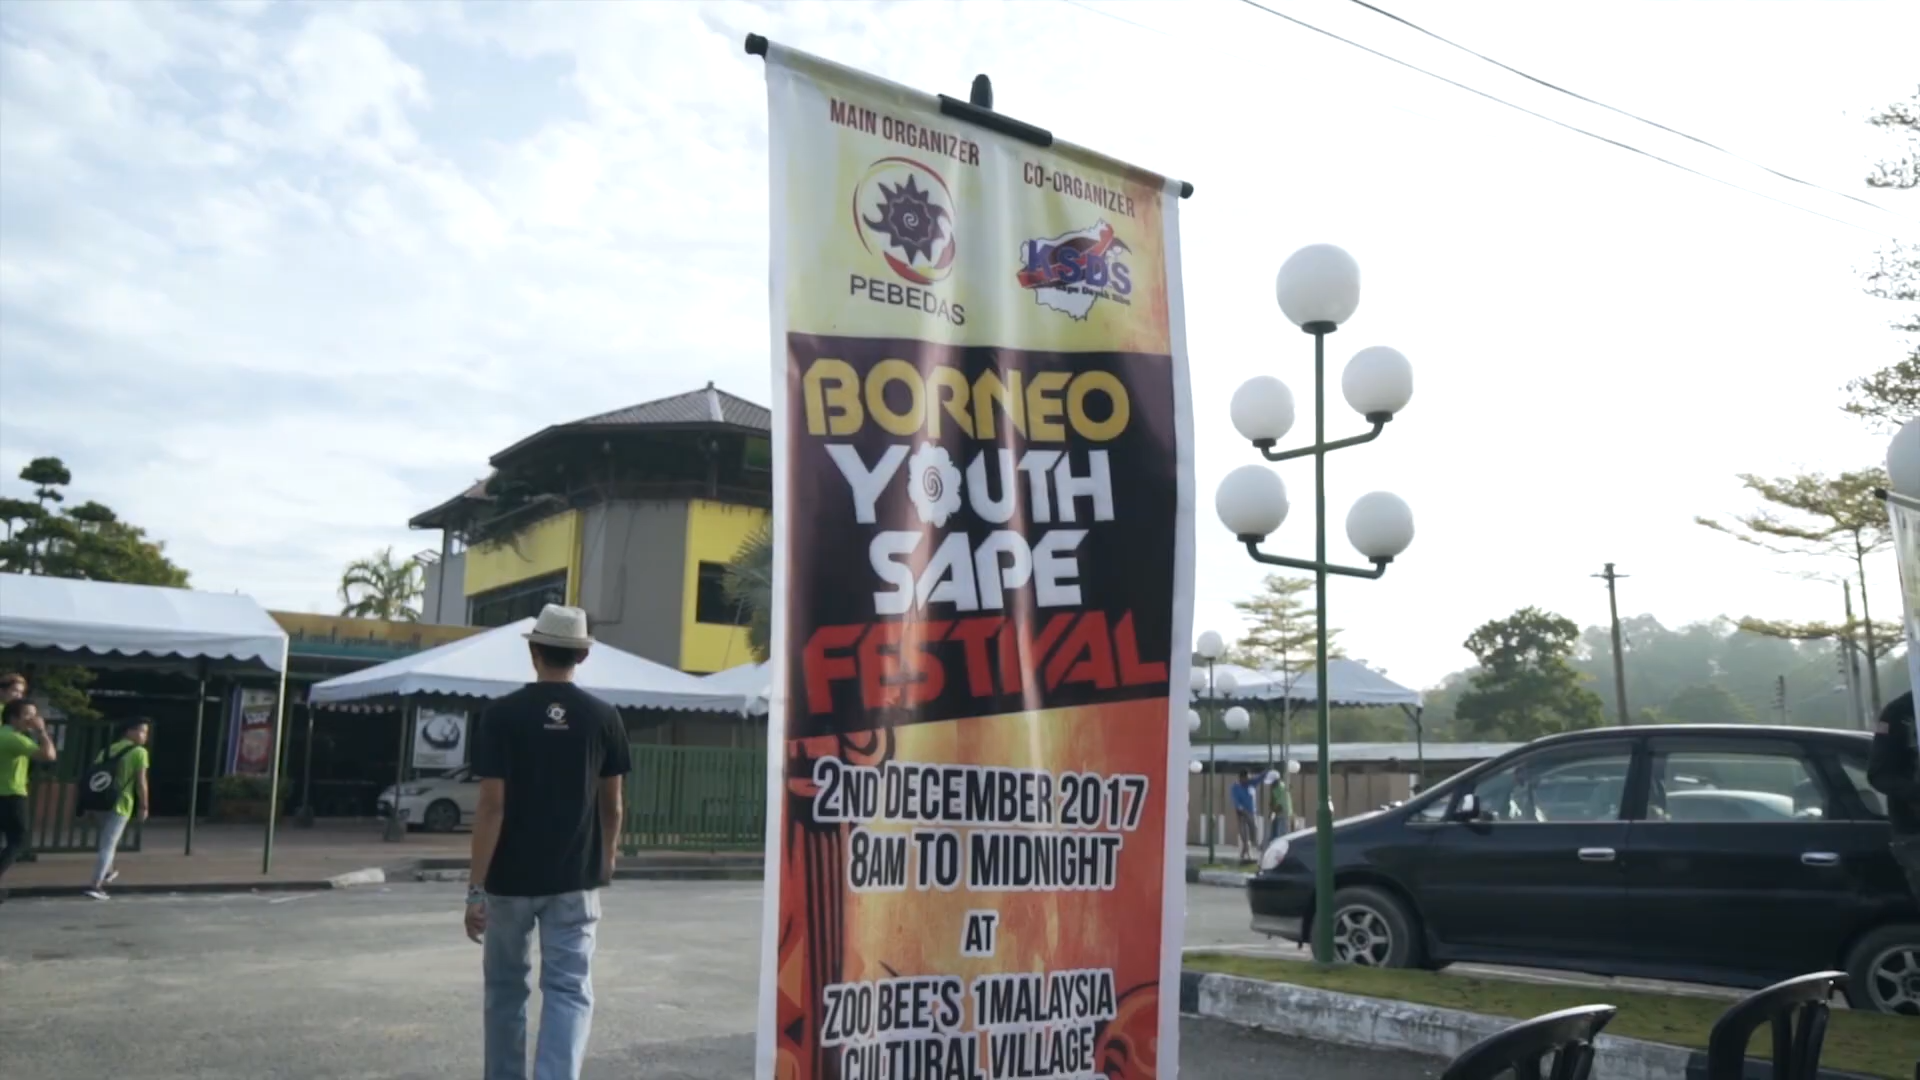 MAIN ORGANIZER
CO-ORGANIZER
PEBEDAS
KSDS
BORNEO
YOUTH
SAPE
FESTIVAL
2ND DECEMBER 2017
8AM TO MIDNIGHT
AT
ZOO BEE'S 1MALAYSIA
CULTURAL VILLAGE